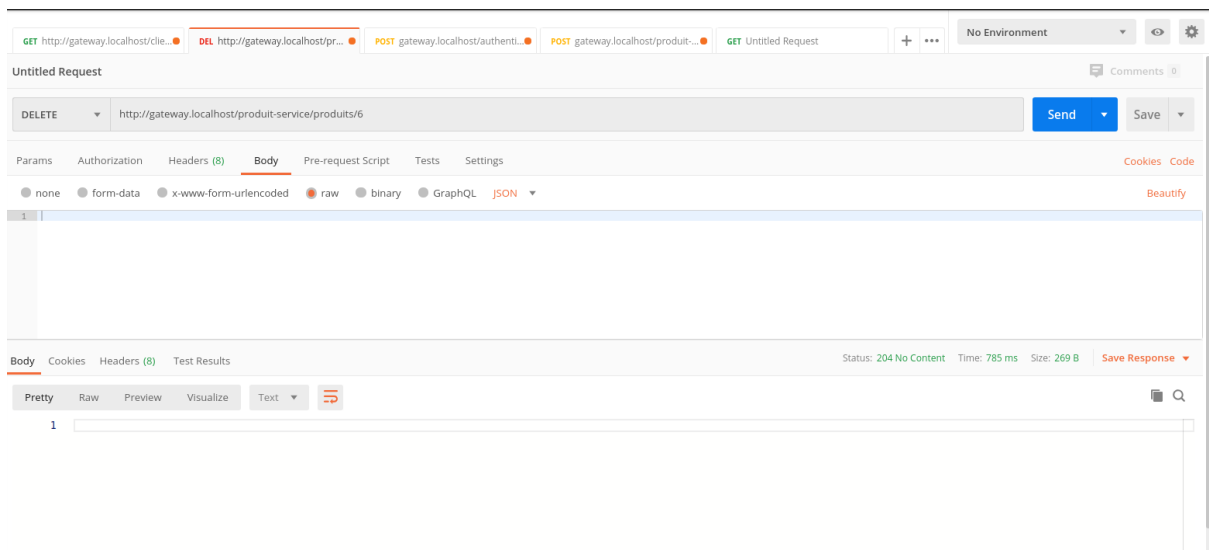 GET http://gateway.localhost/clie... DEL http://gateway.localhost/pr... POST gateway.localhost/authenti... POST gateway.localhost/produit-... GET Untitled Request + ••• No Environment
Untitled Request Comments 0
DELETE http://gateway.localhost/produit-service/produits/6 Send Save
Params Authorization Headers (8) Body Pre-request Script Tests Settings Cookies Code
none form-data x-www-form-urlencoded raw binary GraphQL JSON Beautify
1
Body Cookies Headers (8) Test Results Status: 204 No Content Time: 785 ms Size: 269 B Save Response
Pretty Raw Preview Visualize Text
1